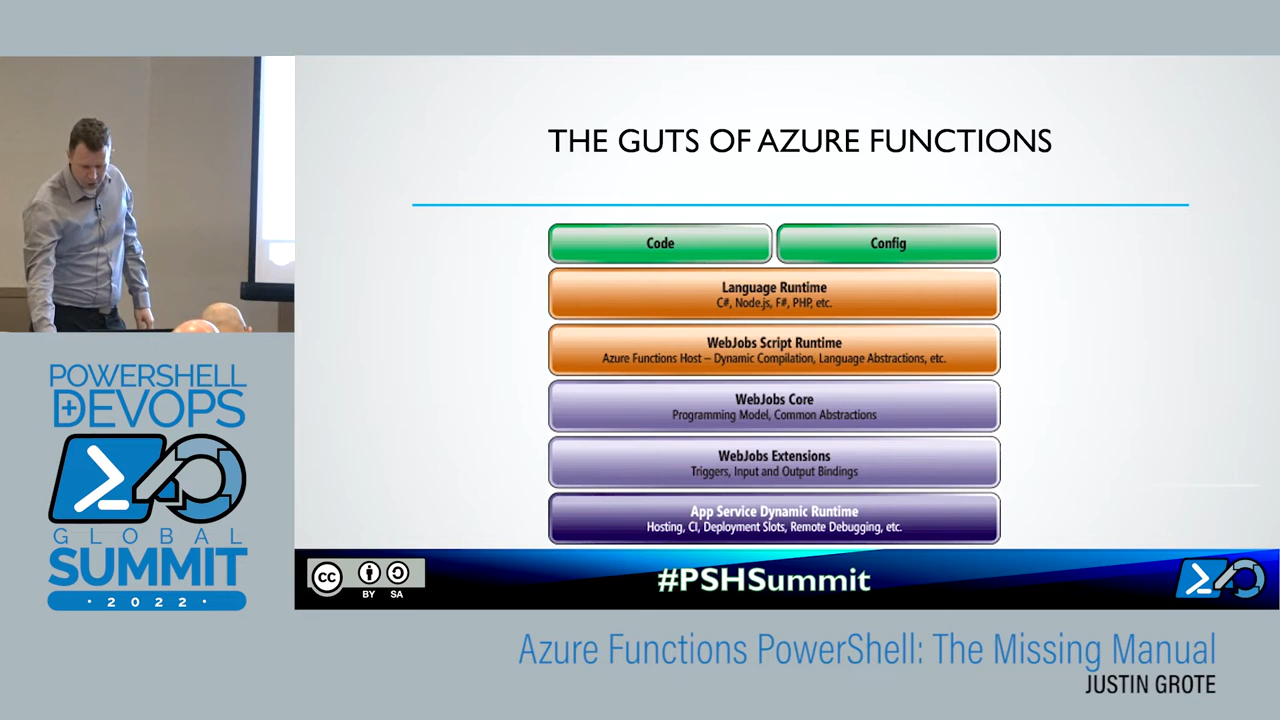 THE GUTS OF AZURE FUNCTIONS
Code
Config
Language Runtime
C#, Node.js, F#, PHP, etc.
WebJobs Script Runtime
Azure Functions Host – Dynamic Compilation, Language Abstractions, etc.
WebJobs Core
Programming Model, Common Abstractions
WebJobs Extensions
Triggers, Input and Output Bindings
App Service Dynamic Runtime
Hosting, CI, Deployment Slots, Remote Debugging, etc.
POWERSHELL
+ DEVOPS
GLOBAL
SUMMIT
· 2022 ·
CC
BY SA
#PSHSummit
Azure Functions PowerShell: The Missing Manual
JUSTIN GROTE